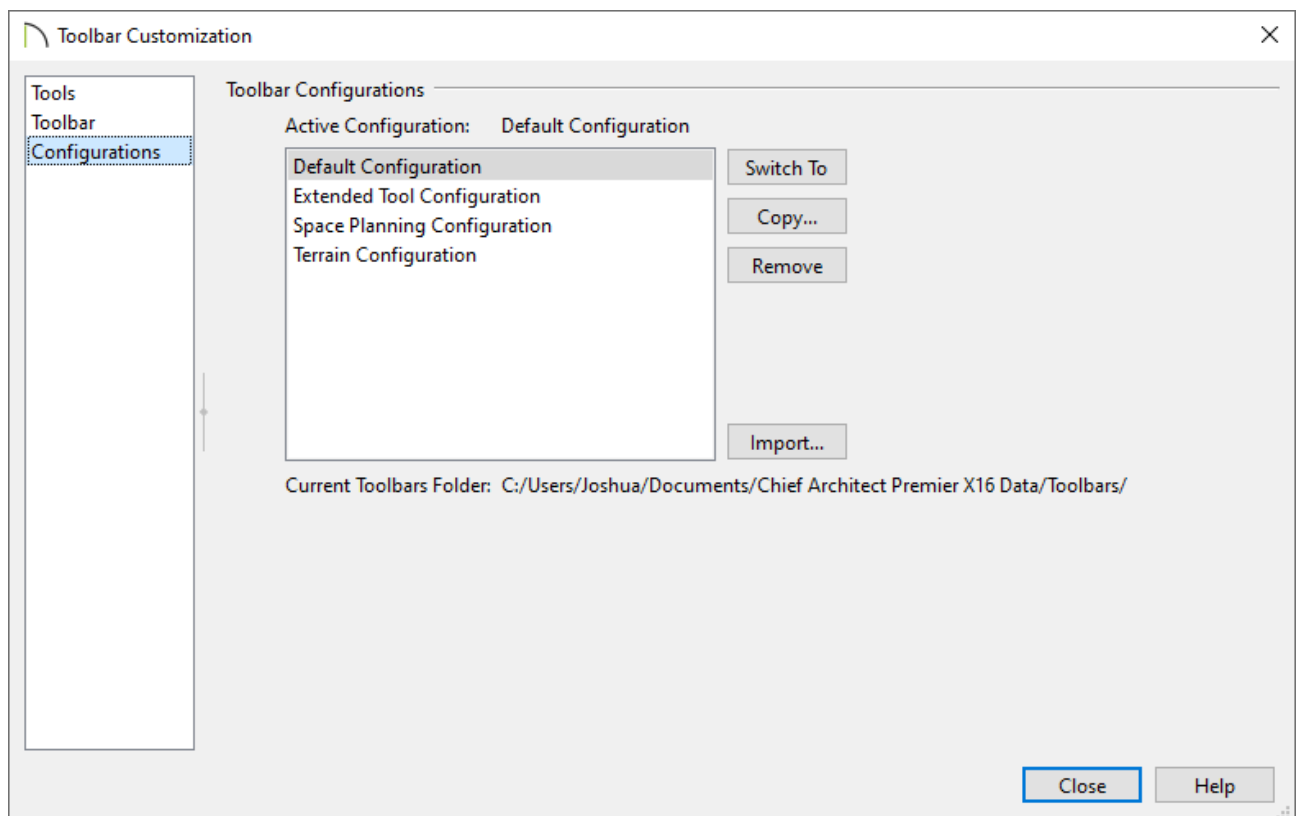 Toolbar Customization
Tools
Toolbar
Configurations
Toolbar Configurations
Active Configuration: Default Configuration
Default Configuration
Extended Tool Configuration
Space Planning Configuration
Terrain Configuration
Switch To
Copy...
Remove
Import...
Current Toolbars Folder: C:/Users/Joshua/Documents/Chief Architect Premier X16 Data/Toolbars/
Close
Help